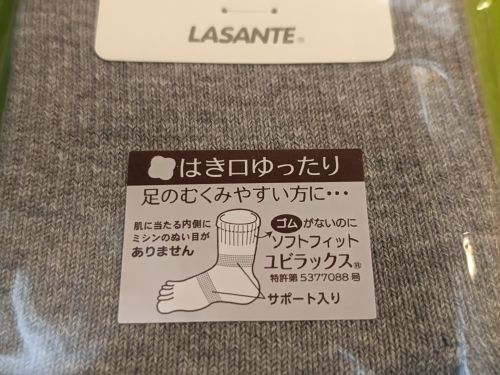 LASANTE®
はき口ゆったり
足のむくみやすい方に・・・
肌に当たる内側に
ミシンのぬい目が
ありません
ゴムがないのに
ソフトフィット
ユビラックス®
特許第5377088号
サポート入り